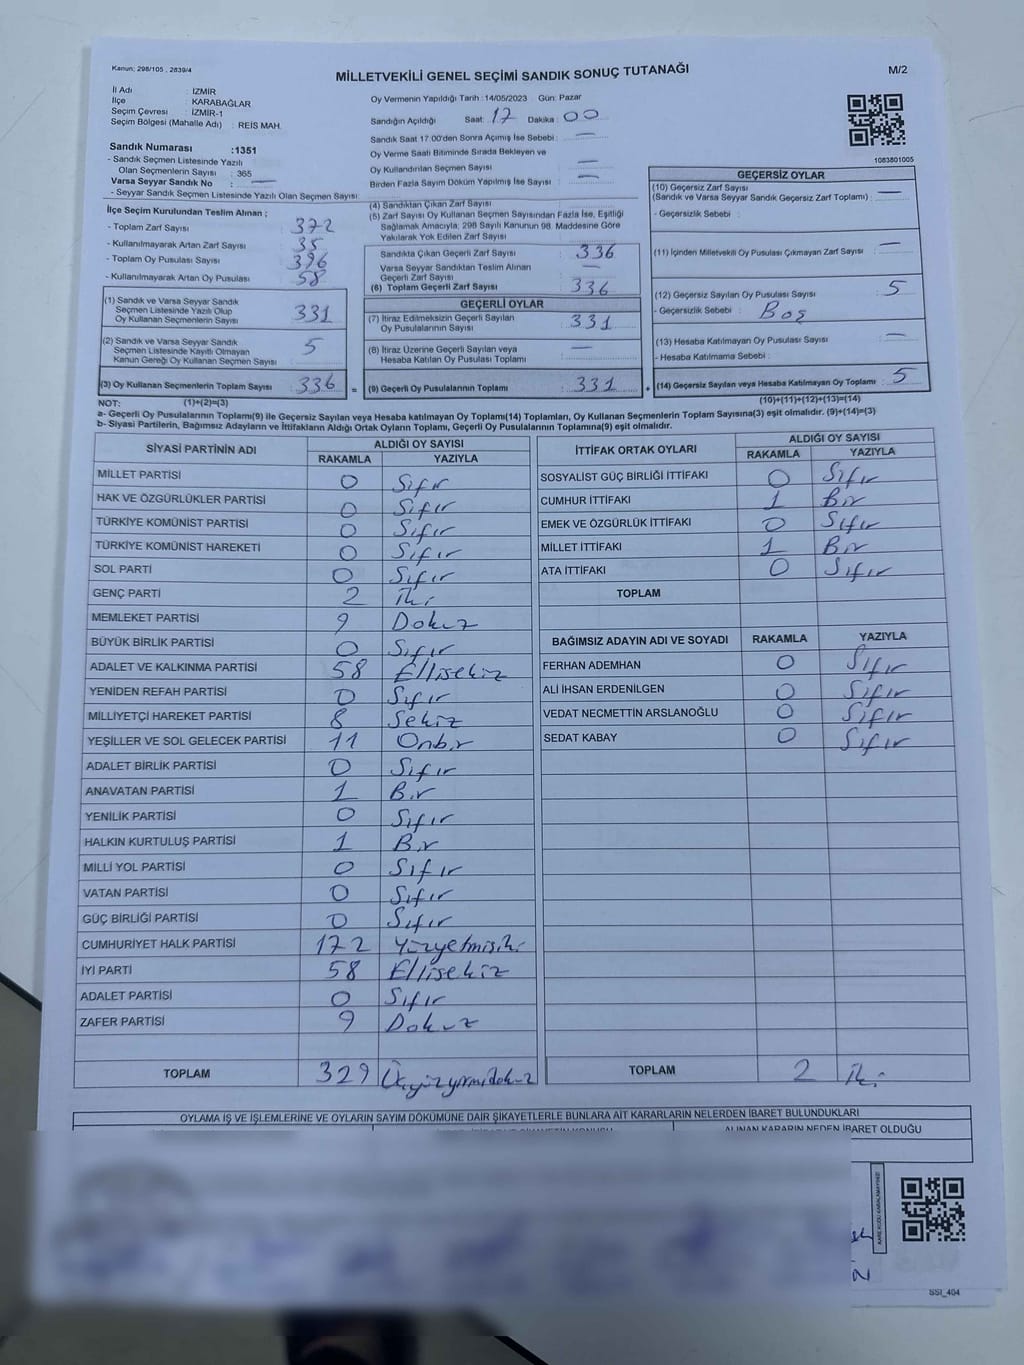 Kanun: 298/105 , 2839/4
MİLLETVEKİLİ GENEL SEÇİMİ SANDIK SONUÇ TUTANAĞI
M/2
İl Adı : İZMİR
İlçe : KARABAĞLAR
Seçim Çevresi : İZMİR-1
Seçim Bölgesi (Mahalle Adı) : REİS MAH.
Oy Vermenin Yapıldığı Tarih :14/05/2023 Gün: Pazar
Sandığın Açıldığı Saat: 17 Dakika: 00
Sandık Saat 17:00'den Sonra Açılmış İse Sebebi : —
Oy Verme Saati Bitiminde Sırada Bekleyen ve
Oy Kullandırılan Seçmen Sayısı : —
Birden Fazla Sayım Döküm Yapılmış İse Sayısı : —
1083801005
Sandık Numarası :1351
- Sandık Seçmen Listesinde Yazılı
Olan Seçmenlerin Sayısı : 365
Varsa Seyyar Sandık No : —
- Seyyar Sandık Seçmen Listesinde Yazılı Olan Seçmen Sayısı:
İlçe Seçim Kurulundan Teslim Alınan ;
- Toplam Zarf Sayısı : 372
- Kullanılmayarak Artan Zarf Sayısı : 35
- Toplam Oy Pusulası Sayısı : 396
- Kullanılmayarak Artan Oy Pusulası : 58
(1) Sandık ve Varsa Seyyar Sandık
Seçmen Listesinde Yazılı Olup
Oy Kullanan Seçmenlerin Sayısı : 331
(2) Sandık ve Varsa Seyyar Sandık
Seçmen Listesinde Kayıtlı Olmayan
Kanun Gereği Oy Kullanan Seçmen Sayısı : 5
(3) Oy Kullanan Seçmenlerin Toplam Sayısı : 336 =
(4) Sandıktan Çıkan Zarf Sayısı :
(5) Zarf Sayısı Oy Kullanan Seçmen Sayısından Fazla İse, Eşitliği
Sağlamak Amacıyla; 298 Sayılı Kanunun 98. Maddesine Göre
Yakılarak Yok Edilen Zarf Sayısı :
Sandıkta Çıkan Geçerli Zarf Sayısı : 336
Varsa Seyyar Sandıktan Teslim Alınan
Geçerli Zarf Sayısı : —
(6) Toplam Geçerli Zarf Sayısı : 336
GEÇERLİ OYLAR
(7) İtiraz Edilmeksizin Geçerli Sayılan
Oy Pusulalarının Sayısı : 331
(8) İtiraz Üzerine Geçerli Sayılan veya
Hesaba Katılan Oy Pusulası Toplamı : —
(9) Geçerli Oy Pusulalarının Toplamı : 331 +
GEÇERSİZ OYLAR
(10) Geçersiz Zarf Sayısı
(Sandık ve Varsa Seyyar Sandık Geçersiz Zarf Toplamı) : —
- Geçersizlik Sebebi :
(11) İçinden Milletvekili Oy Pusulası Çıkmayan Zarf Sayısı : —
(12) Geçersiz Sayılan Oy Pusulası Sayısı : 5
- Geçersizlik Sebebi : Boş
(13) Hesaba Katılmayan Oy Pusulası Sayısı : —
- Hesaba Katılmama Sebebi :
(14) Geçersiz Sayılan veya Hesaba Katılmayan Oy Toplamı : 5
NOT: (1)+(2)=(3) (10)+(11)+(12)+(13)=(14)
a- Geçerli Oy Pusulalarının Toplamı(9) ile Geçersiz Sayılan veya Hesaba katılmayan Oy Toplamı(14) Toplamları, Oy Kullanan Seçmenlerin Toplam Sayısına(3) eşit olmalıdır. (9)+(14)=(3)
b- Siyasi Partilerin, Bağımsız Adayların ve İttifakların Aldığı Ortak Oyların Toplamı, Geçerli Oy Pusulalarının Toplamına(9) eşit olmalıdır.
SİYASİ PARTİNİN ADI ALDIĞI OY SAYISI
RAKAMLA YAZIYLA
MİLLET PARTİSİ 0 Sıfır
HAK VE ÖZGÜRLÜKLER PARTİSİ 0 Sıfır
TÜRKİYE KOMÜNİST PARTİSİ 0 Sıfır
TÜRKİYE KOMÜNİST HAREKETİ 0 Sıfır
SOL PARTİ 0 Sıfır
GENÇ PARTİ 2 İki
MEMLEKET PARTİSİ 9 Dokuz
BÜYÜK BİRLİK PARTİSİ 0 Sıfır
ADALET VE KALKINMA PARTİSİ 58 Ellisekiz
YENİDEN REFAH PARTİSİ 0 Sıfır
MİLLİYETÇİ HAREKET PARTİSİ 8 Sekiz
YEŞİLLER VE SOL GELECEK PARTİSİ 11 Onbir
ADALET BİRLİK PARTİSİ 0 Sıfır
ANAVATAN PARTİSİ 1 Bir
YENİLİK PARTİSİ 0 Sıfır
HALKIN KURTULUŞ PARTİSİ 1 Bir
MİLLİ YOL PARTİSİ 0 Sıfır
VATAN PARTİSİ 0 Sıfır
GÜÇ BİRLİĞİ PARTİSİ 0 Sıfır
CUMHURİYET HALK PARTİSİ 172 Yüzyetmişiki
İYİ PARTİ 58 Ellisekiz
ADALET PARTİSİ 0 Sıfır
ZAFER PARTİSİ 9 Dokuz
TOPLAM 329 Üçyüzyirmidokuz
İTTİFAK ORTAK OYLARI ALDIĞI OY SAYISI
RAKAMLA YAZIYLA
SOSYALİST GÜÇ BİRLİĞİ İTTİFAKI 0 Sıfır
CUMHUR İTTİFAKI 1 Bir
EMEK VE ÖZGÜRLÜK İTTİFAKI 0 Sıfır
MİLLET İTTİFAKI 1 Bir
ATA İTTİFAKI 0 Sıfır
TOPLAM
BAĞIMSIZ ADAYIN ADI VE SOYADI RAKAMLA YAZIYLA
FERHAN ADEMHAN 0 Sıfır
ALİ İHSAN ERDENİLGEN 0 Sıfır
VEDAT NECMETTİN ARSLANOĞLU 0 Sıfır
SEDAT KABAY 0 Sıfır
TOPLAM 2 İki
OYLAMA İŞ VE İŞLEMLERİNE VE OYLARIN SAYIM DÖKÜMÜNE DAİR ŞİKAYETLERLE BUNLARA AİT KARARLARIN NELERDEN İBARET BULUNDUKLARI
ALINAN KARARIN NEDEN İBARET OLDUĞU
SSI_404